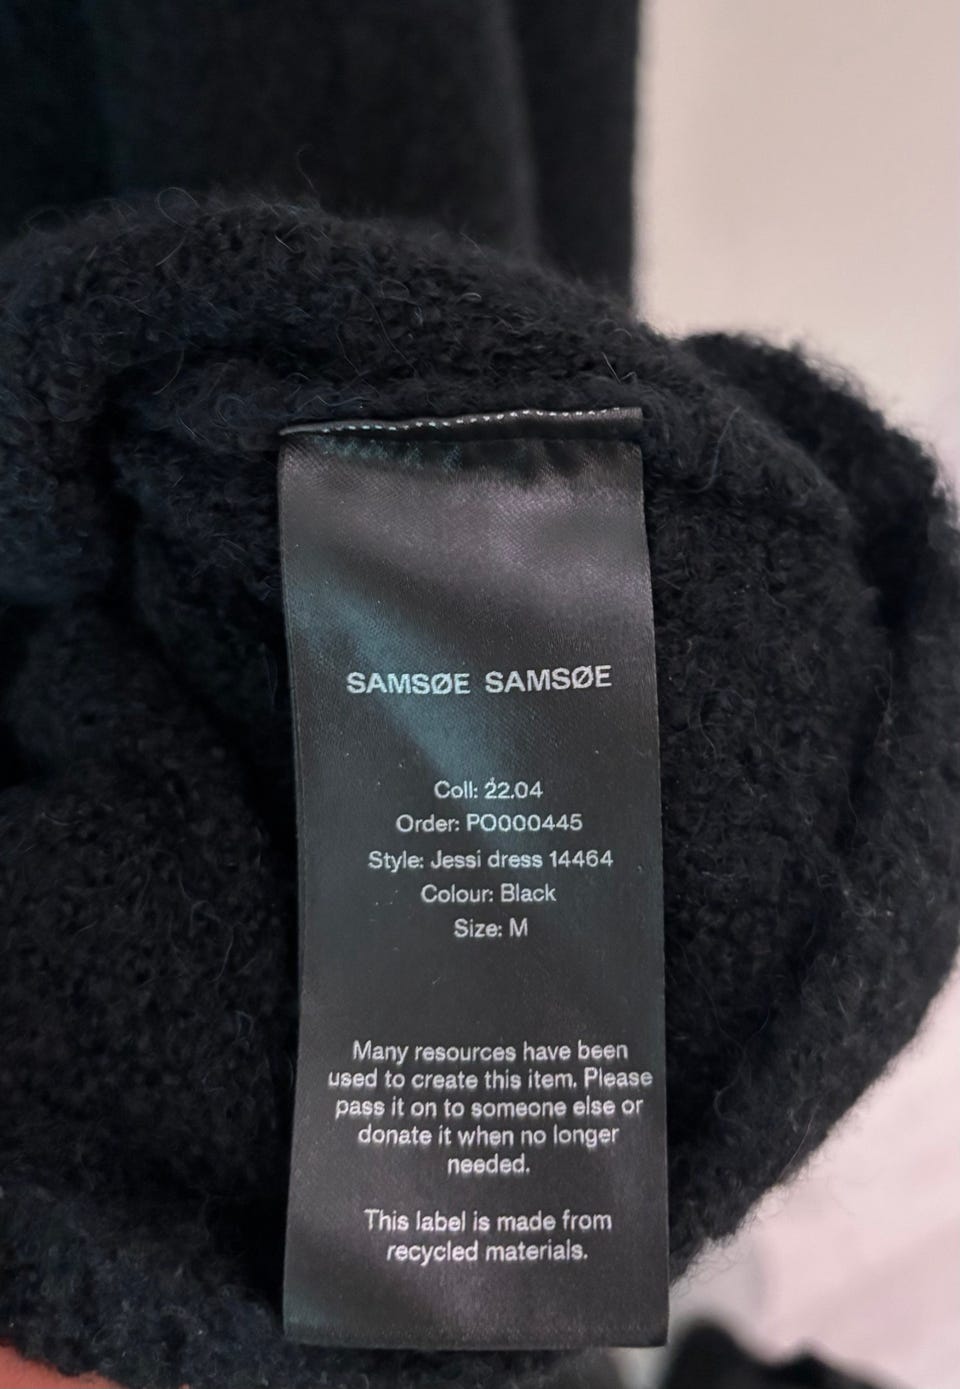 SAMSØE SAMSØE
Coll: 22.04
Order: PO000445
Style: Jessi dress 14464
Colour: Black
Size: M
Many resources have been
used to create this item. Please
pass it on to someone else or
donate it when no longer
needed.
This label is made from
recycled materials.